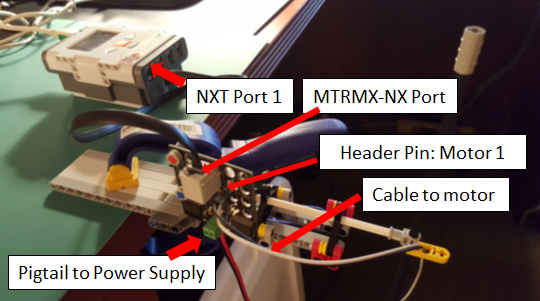 NXT Port 1
MTRMX-NX Port
Header Pin: Motor 1
Cable to motor
Pigtail to Power Supply